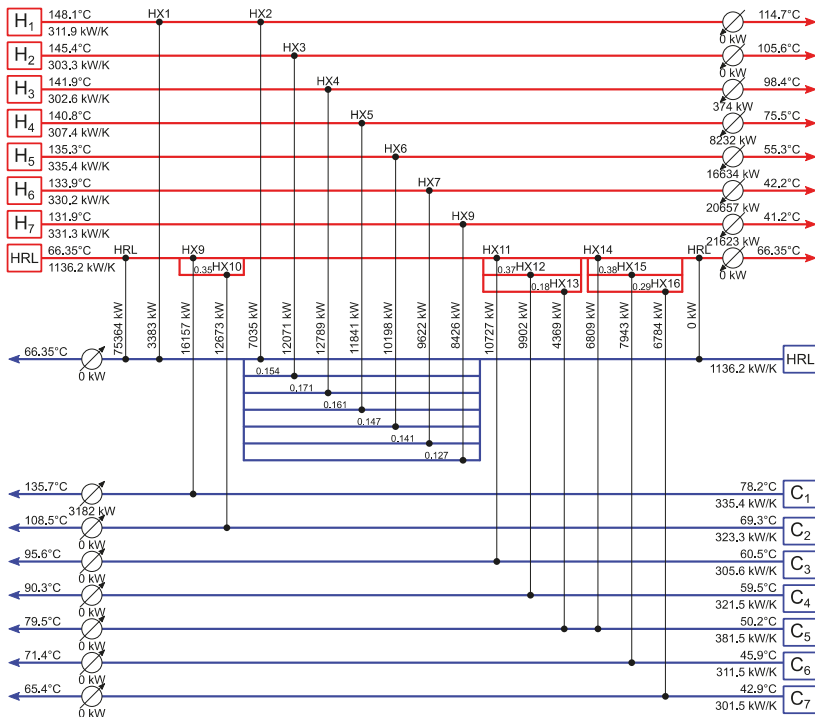 H1 148.1°C HX1 HX2 114.7°C
311.9 kW/K 0 kW
H2 145.4°C HX3 105.6°C
303.3 kW/K 0 kW
H3 141.9°C HX4 98.4°C
302.6 kW/K 374 kW
H4 140.8°C HX5 75.5°C
307.4 kW/K 8232 kW
H5 135.3°C HX6 55.3°C
335.4 kW/K 16634 kW
H6 133.9°C HX7 42.2°C
330.2 kW/K 20657 kW
H7 131.9°C HX9 41.2°C
331.3 kW/K 21623 kW
HRL 66.35°C HRL HX9 HX11 HX14 HRL 66.35°C
1136.2 kW/K 0.35 HX10 0.37 HX12 0.38 HX15 0 kW
0.18 HX13 0.29 HX16
75364 kW 3383 kW 16157 kW 12673 kW 7035 kW 12071 kW 12789 kW 11841 kW 10198 kW 9622 kW 8426 kW 10727 kW 9902 kW 4369 kW 6809 kW 7943 kW 6784 kW 0 kW
66.35°C HRL
0 kW 1136.2 kW/K
0.154
0.171
0.161
0.147
0.141
0.127
135.7°C 78.2°C C1
3182 kW 335.4 kW/K
108.5°C 69.3°C C2
0 kW 323.3 kW/K
95.6°C 60.5°C C3
0 kW 305.6 kW/K
90.3°C 59.5°C C4
0 kW 321.5 kW/K
79.5°C 50.2°C C5
0 kW 381.5 kW/K
71.4°C 45.9°C C6
0 kW 311.5 kW/K
65.4°C 42.9°C C7
0 kW 301.5 kW/K